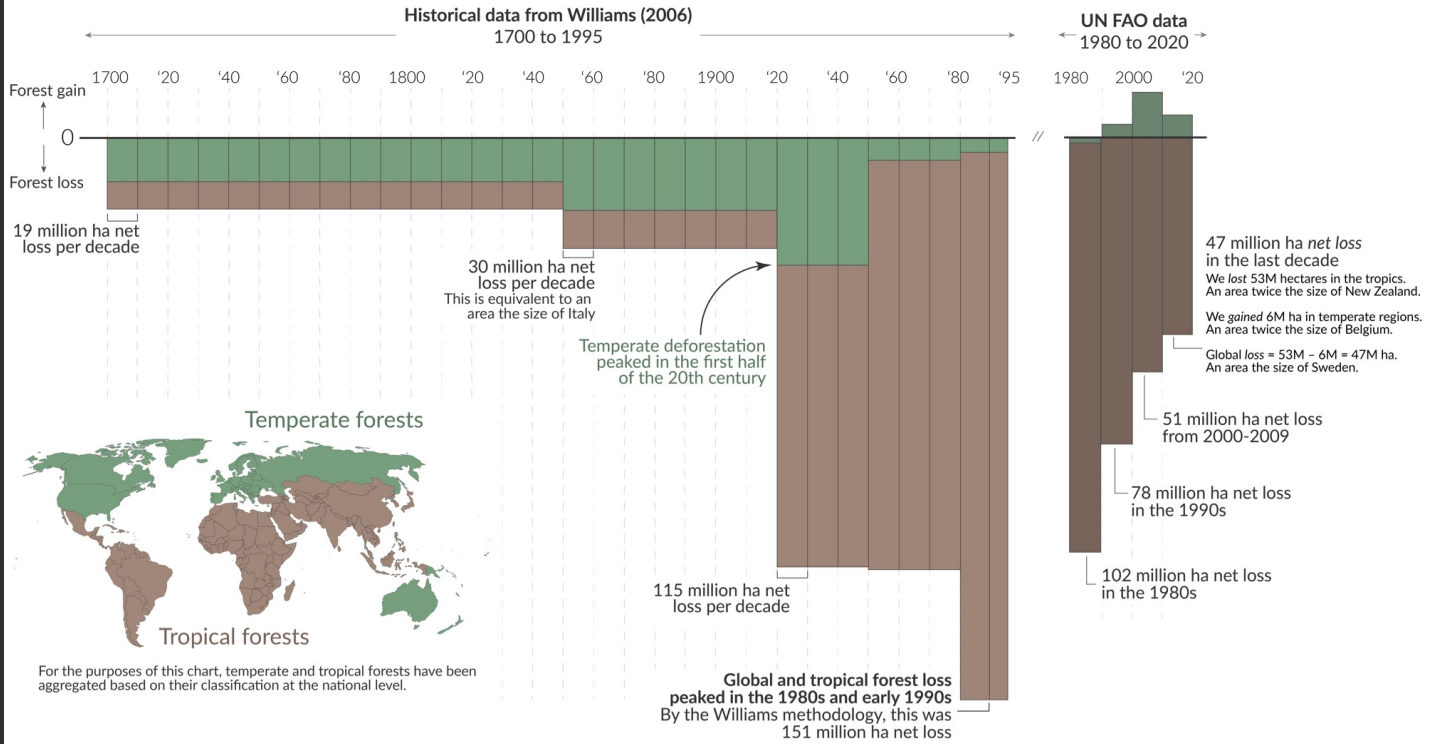 Historical data from Williams (2006)
1700 to 1995
UN FAO data
1980 to 2020
1700 ‘20 ‘40 ‘60 ‘80 1800 ‘20 ‘40 ‘60 ‘80 1900 ‘20 ‘40 ‘60 ‘80 ‘95 1980 2000 ‘20
Forest gain
0
//
Forest loss
19 million ha net
loss per decade
30 million ha net
loss per decade
This is equivalent to an
area the size of Italy
Temperate deforestation
peaked in the first half
of the 20th century
115 million ha net
loss per decade
Global and tropical forest loss
peaked in the 1980s and early 1990s
By the Williams methodology, this was
151 million ha net loss
47 million ha net loss
in the last decade
We lost 53M hectares in the tropics.
An area twice the size of New Zealand.
We gained 6M ha in temperate regions.
An area twice the size of Belgium.
Global loss = 53M – 6M = 47M ha.
An area the size of Sweden.
51 million ha net loss
from 2000-2009
78 million ha net loss
in the 1990s
102 million ha net loss
in the 1980s
Temperate forests
Tropical forests
For the purposes of this chart, temperate and tropical forests have been
aggregated based on their classification at the national level.